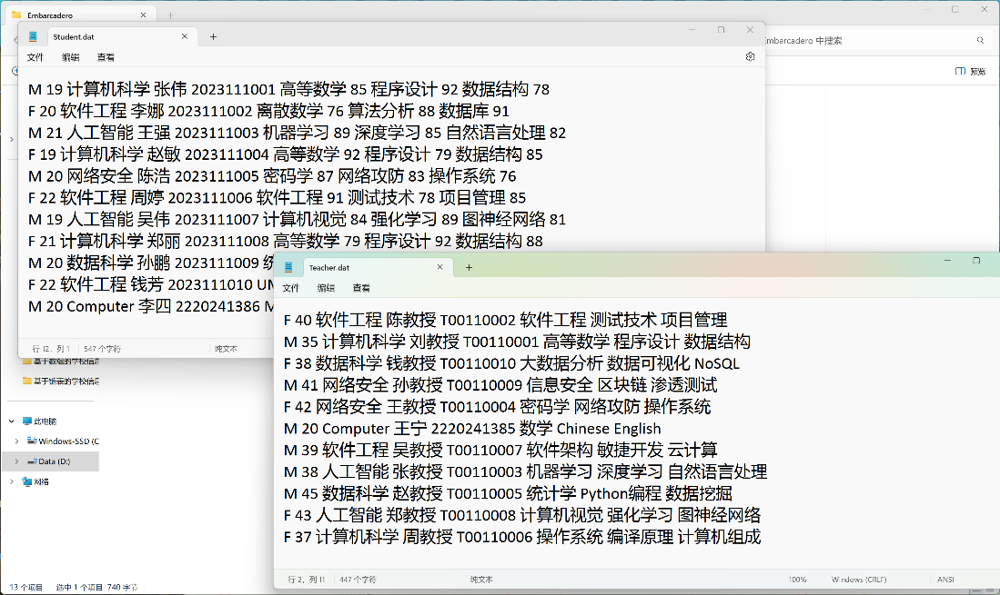 Embarcadero
Embarcadero 中搜索
预览
Student.dat
文件 编辑 查看
M 19 计算机科学 张伟 2023111001 高等数学 85 程序设计 92 数据结构 78
F 20 软件工程 李娜 2023111002 离散数学 76 算法分析 88 数据库 91
M 21 人工智能 王强 2023111003 机器学习 89 深度学习 85 自然语言处理 82
F 19 计算机科学 赵敏 2023111004 高等数学 92 程序设计 79 数据结构 85
M 20 网络安全 陈浩 2023111005 密码学 87 网络攻防 83 操作系统 76
F 22 软件工程 周婷 2023111006 软件工程 91 测试技术 78 项目管理 85
M 19 人工智能 吴伟 2023111007 计算机视觉 84 强化学习 89 图神经网络 81
F 21 计算机科学 郑丽 2023111008 高等数学 79 程序设计 92 数据结构 88
M 20 数据科学 孙鹏 2023111009
F 22 软件工程 钱芳 2023111010
M 20 Computer 李四 2220241386
行 12，列 1 547 个字符 纯文本
Teacher.dat
文件 编辑 查看
F 40 软件工程 陈教授 T00110002 软件工程 测试技术 项目管理
M 35 计算机科学 刘教授 T00110001 高等数学 程序设计 数据结构
F 38 数据科学 钱教授 T00110010 大数据分析 数据可视化 NoSQL
M 41 网络安全 孙教授 T00110009 信息安全 区块链 渗透测试
F 42 网络安全 王教授 T00110004 密码学 网络攻防 操作系统
M 20 Computer 王宁 2220241385 数学 Chinese English
M 39 软件工程 吴教授 T00110007 软件架构 敏捷开发 云计算
M 38 人工智能 张教授 T00110003 机器学习 深度学习 自然语言处理
M 45 数据科学 赵教授 T00110005 统计学 Python编程 数据挖掘
F 43 人工智能 郑教授 T00110008 计算机视觉 强化学习 图神经网络
F 37 计算机科学 周教授 T00110006 操作系统 编译原理 计算机组成
行 2，列 11 447 个字符 纯文本 100% Windows (CRLF) ANSI
基于数组的学校信息
基于链表的学校信息
此电脑
Windows-SSD (C
Data (D:)
网络
13 个项目 选中 1 个项目 740 字节